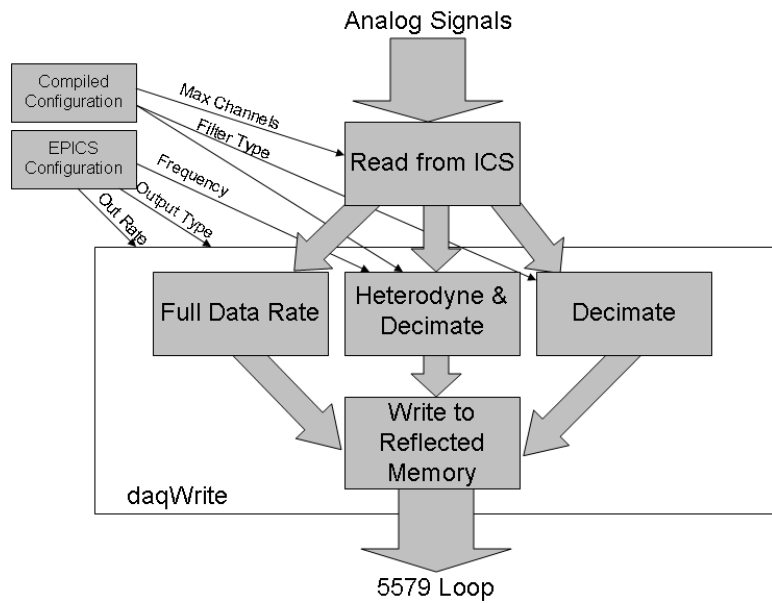 Analog Signals
Compiled
Configuration
Max Channels
Filter Type
EPICS
Configuration
Frequency
Output Type
Out Rate
Read from ICS
Full Data Rate
Heterodyne &
Decimate
Decimate
Write to
Reflected
Memory
daqWrite
5579 Loop